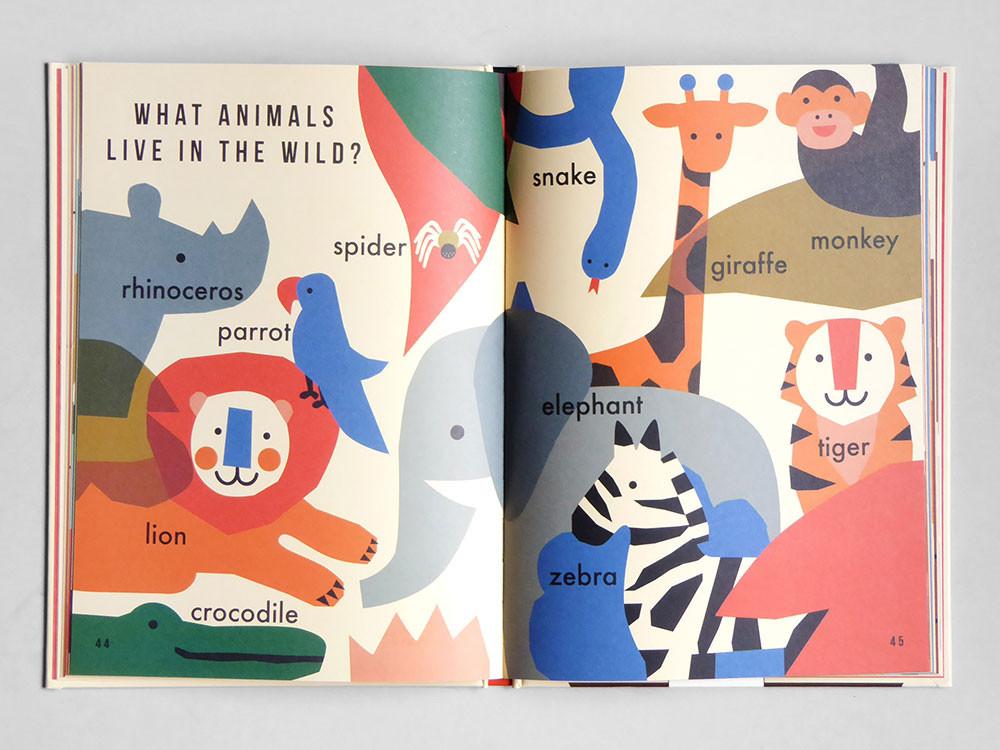 WHAT ANIMALS
LIVE IN THE WILD?
spider
rhinoceros
parrot
lion
crocodile
44
snake
monkey
giraffe
elephant
tiger
zebra
45